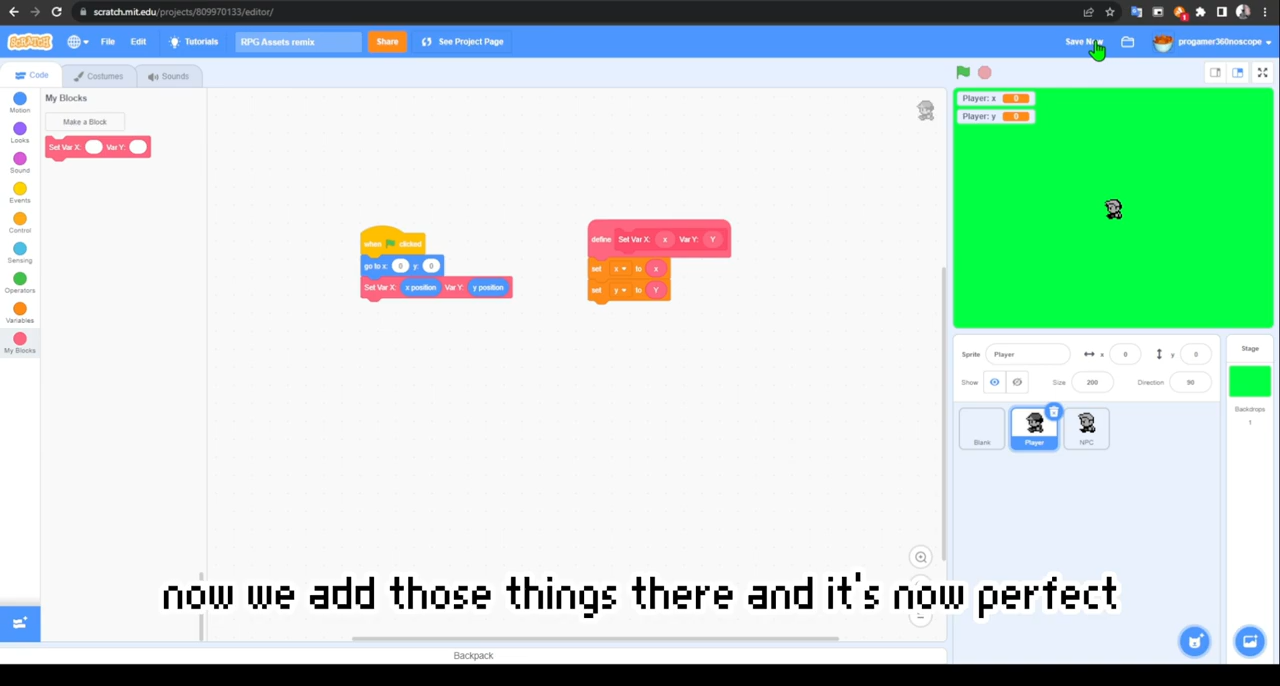 scratch.mit.edu/projects/809970133/editor/
SCRATCH
File Edit Tutorials RPG Assets remix Share See Project Page Save Now progamer360noscope
Code Costumes Sounds
Motion
Looks
Sound
Events
Control
Sensing
Operators
Variables
My Blocks
My Blocks
Make a Block
Set Var X: Var Y:
when clicked
go to x: 0 y: 0
Set Var X: x position Var Y: y position
define Set Var X: x Var Y: Y
set x to x
set y to Y
Player: x 0
Player: y 0
Sprite Player x 0 y 0
Show Size 200 Direction 90
Blank
Player
NPC
Stage
Backdrops
1
now we add those things there and it's now perfect
Backpack